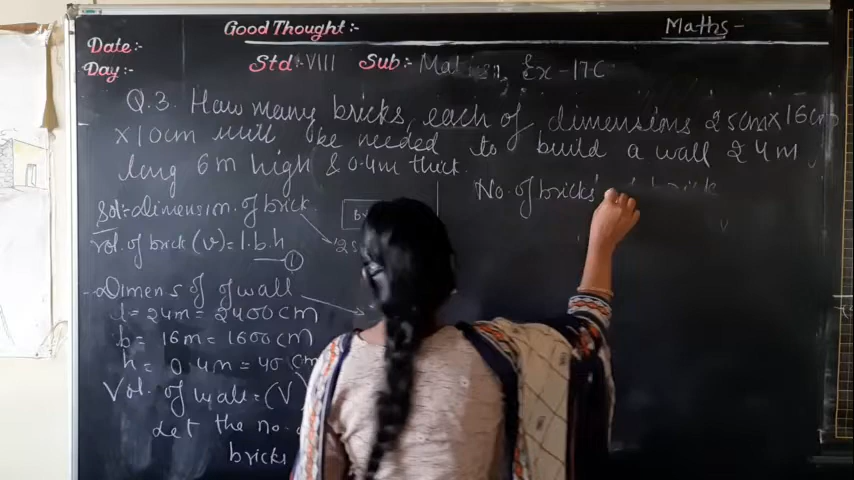 Good Thought:-
Maths-
Date:-
Day:-
Std:- VIII Sub:- Ex-17C
Q.3. How many bricks, each of dimensions 25cm×16cm
×10cm will be needed to build a wall 24m
long 6m high & 0.4m thick.
No. of bricks
Sol:- dimension. of brick
vol. of brick (v) = l.b.h
1
Dimens of wall
l = 24m = 2400cm
b = 16m = 1600cm
h = 0.4m = 40cm
Vol. of wall = (V)
Let the no.
bricks